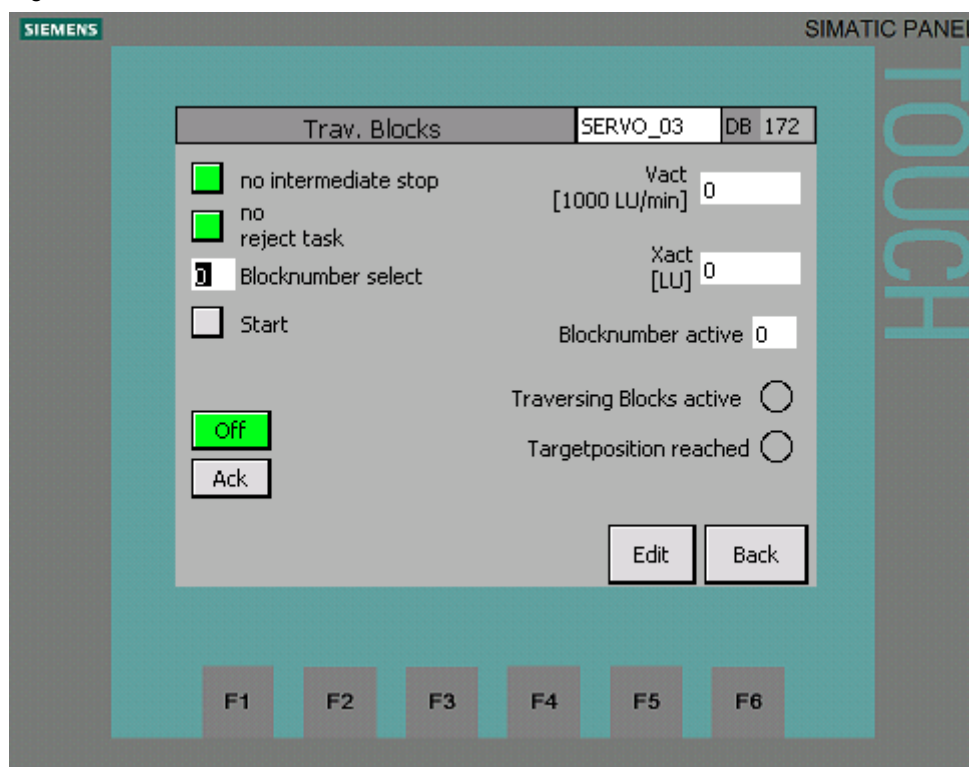 SIEMENS
SIMATIC PANEL
TOUCH
Trav. Blocks
SERVO_03
DB 172
no intermediate stop
no
reject task
0 Blocknumber select
Start
Off
Ack
Vact
[1000 LU/min] 0
Xact
[LU] 0
Blocknumber active 0
Traversing Blocks active
Targetposition reached
Edit
Back
F1 F2 F3 F4 F5 F6